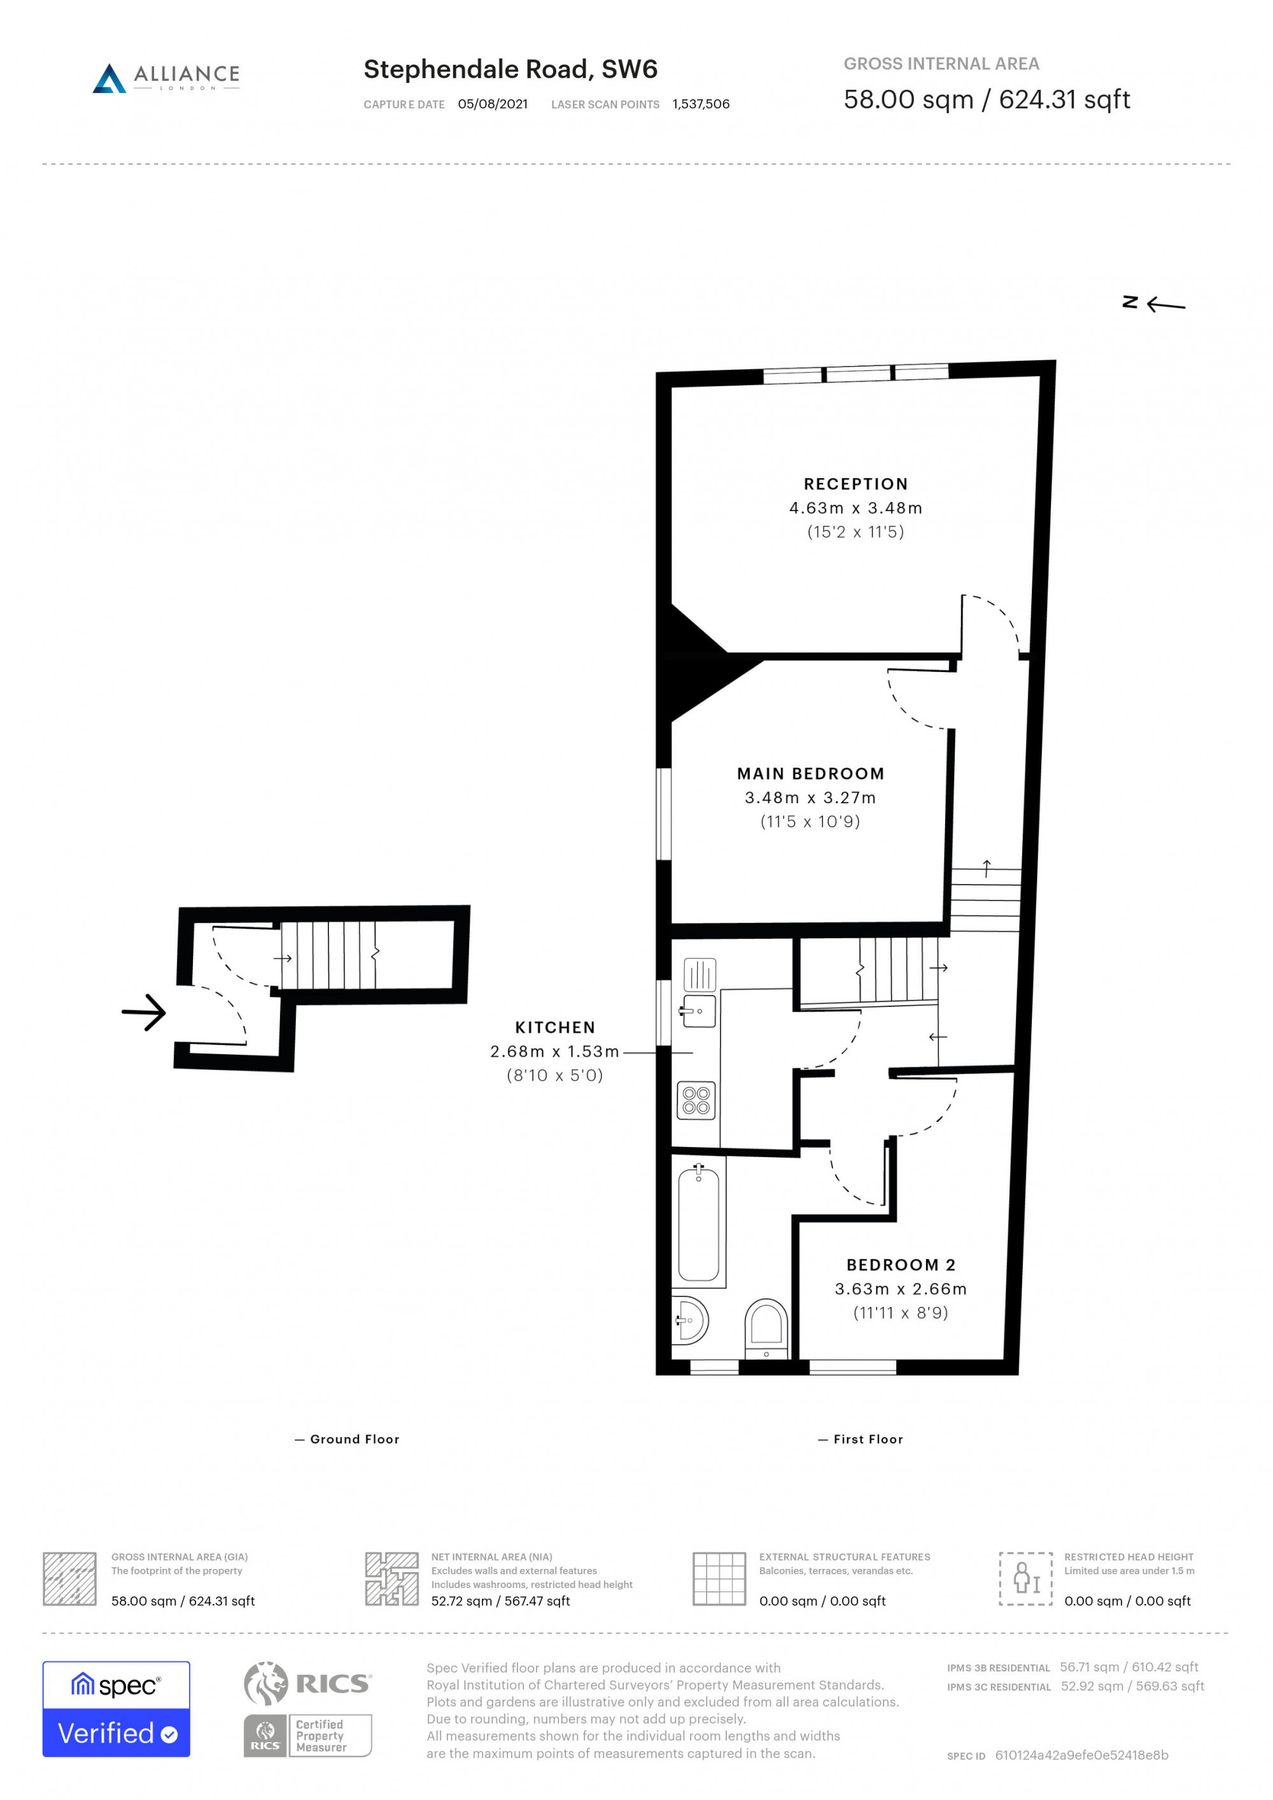 ALLIANCE
LONDON
Stephendale Road, SW6
CAPTURE DATE 05/08/2021 LASER SCAN POINTS 1,537,506
GROSS INTERNAL AREA
58.00 sqm / 624.31 sqft
N
RECEPTION
4.63m x 3.48m
(15'2 x 11'5)
MAIN BEDROOM
3.48m x 3.27m
(11'5 x 10'9)
KITCHEN
2.68m x 1.53m
(8'10 x 5'0)
BEDROOM 2
3.63m x 2.66m
(11'11 x 8'9)
— Ground Floor
— First Floor
GROSS INTERNAL AREA (GIA)
The footprint of the property
58.00 sqm / 624.31 sqft
NET INTERNAL AREA (NIA)
Excludes walls and external features
Includes washrooms, restricted head height
52.72 sqm / 567.47 sqft
EXTERNAL STRUCTURAL FEATURES
Balconies, terraces, verandas etc.
0.00 sqm / 0.00 sqft
RESTRICTED HEAD HEIGHT
Limited use area under 1.5 m
0.00 sqm / 0.00 sqft
spec®
Verified
RICS
RICS
Certified
Property
Measurer
Spec Verified floor plans are produced in accordance with
Royal Institution of Chartered Surveyors' Property Measurement Standards.
Plots and gardens are illustrative only and excluded from all area calculations.
Due to rounding, numbers may not add up precisely.
All measurements shown for the individual room lengths and widths
are the maximum points of measurements captured in the scan.
IPMS 3B RESIDENTIAL 56.71 sqm / 610.42 sqft
IPMS 3C RESIDENTIAL 52.92 sqm / 569.63 sqft
SPEC ID 610124a42a9efe0e52418e8b